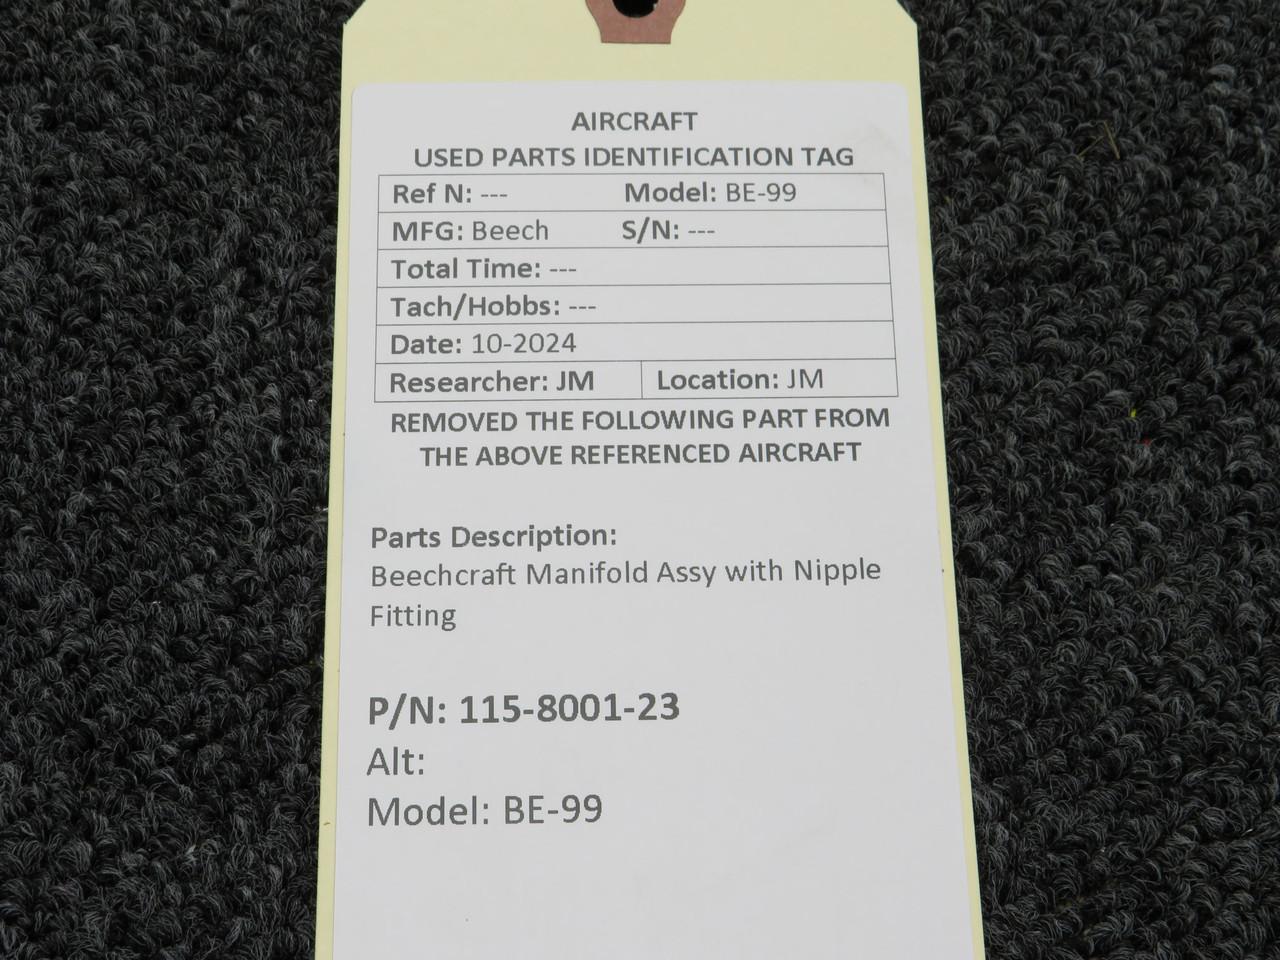 AIRCRAFT
USED PARTS IDENTIFICATION TAG
Ref N: --- Model: BE-99
MFG: Beech S/N: ---
Total Time: ---
Tach/Hobbs: ---
Date: 10-2024
Researcher: JM Location: JM
REMOVED THE FOLLOWING PART FROM
THE ABOVE REFERENCED AIRCRAFT
Parts Description:
Beechcraft Manifold Assy with Nipple
Fitting
P/N: 115-8001-23
Alt:
Model: BE-99